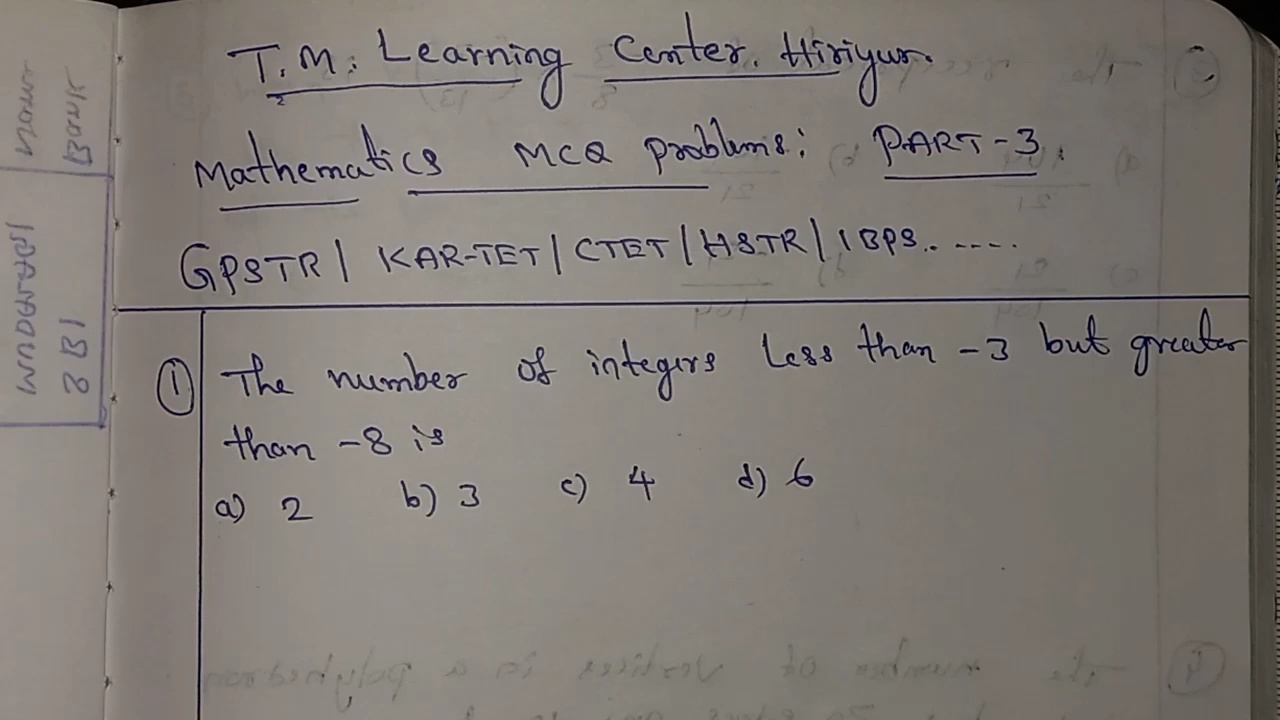 T.M. Learning Center. Hiriyur.
Mathematics MCQ problems: PART-3.
GPSTR/ KAR-TET/ CTET/ HSTR/ IBPS.. .....
① The number of integers less than -3 but greater
than -8 is
a) 2 b) 3 c) 4 d) 6